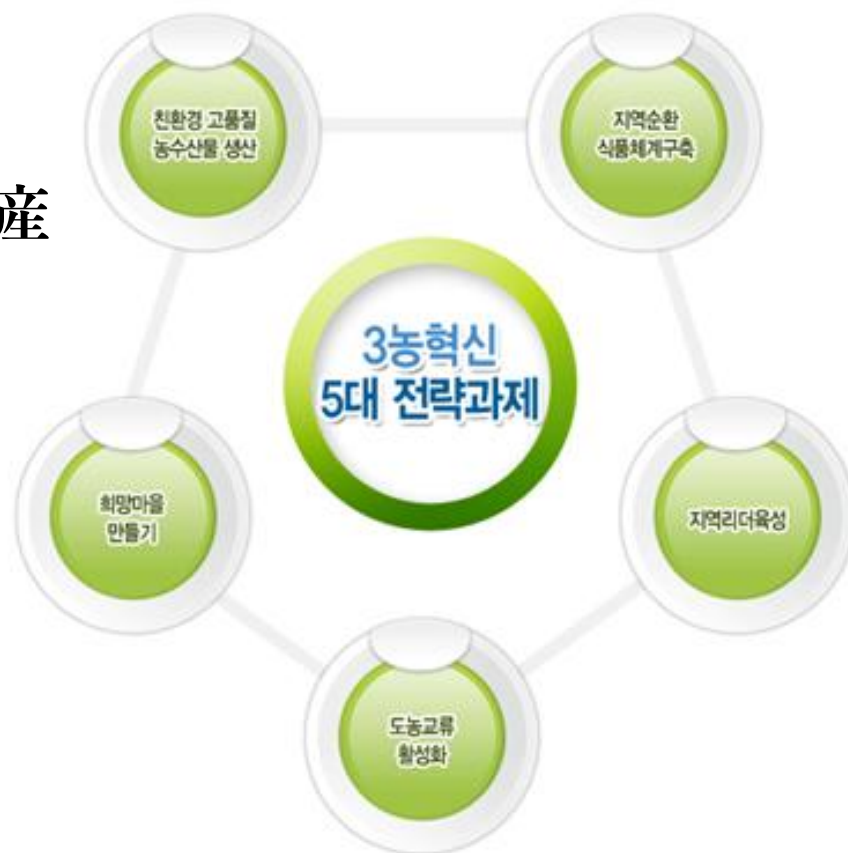 친환경 고품질
농수산물 생산
지역순환
식품체계구축
産
3농혁신
5대 전략과제
희망마을
만들기
지역리더육성
도농교류
활성화